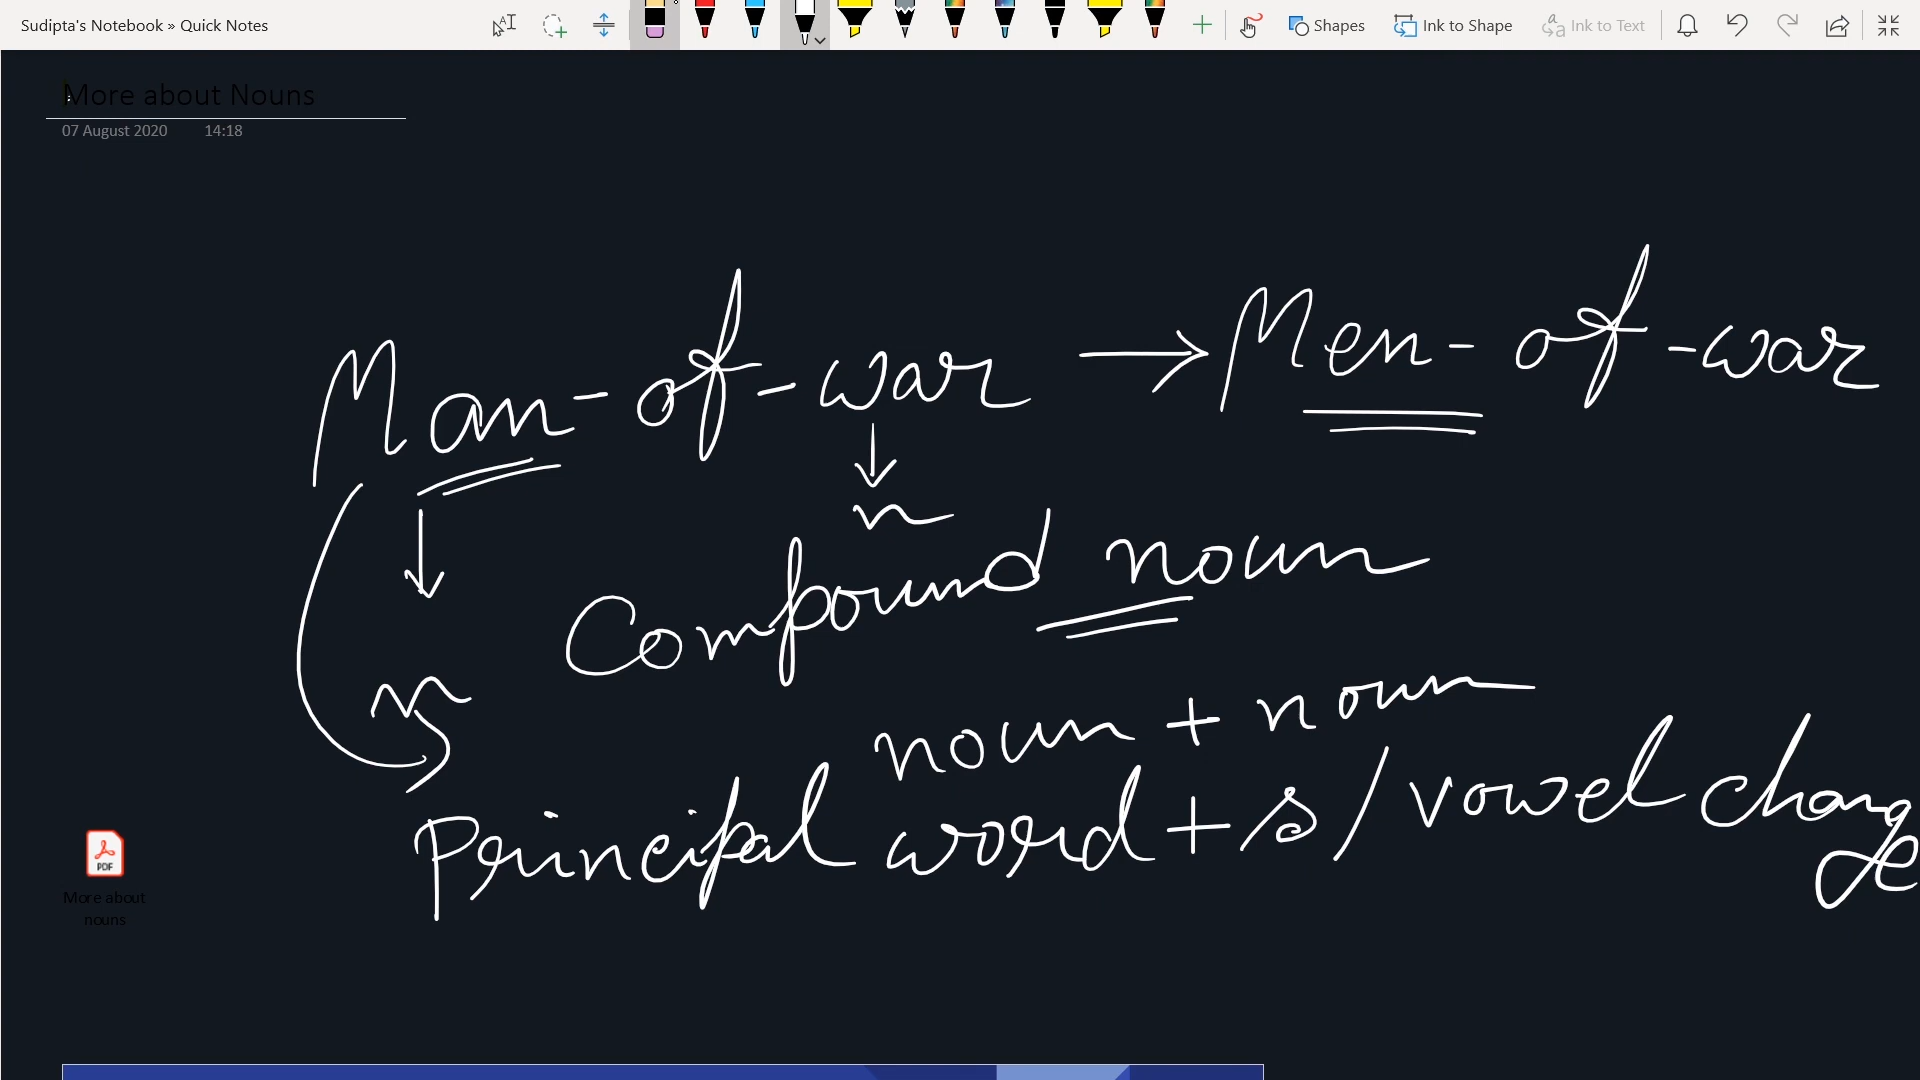 Sudipta's Notebook » Quick Notes
Shapes
Ink to Shape
Ink to Text
More about Nouns
07 August 2020 14:18
Man-of-war → Men-of-war
n
Compound noun
n
noun + noun
Principal word + s / vowel change
PDF
More about
nouns